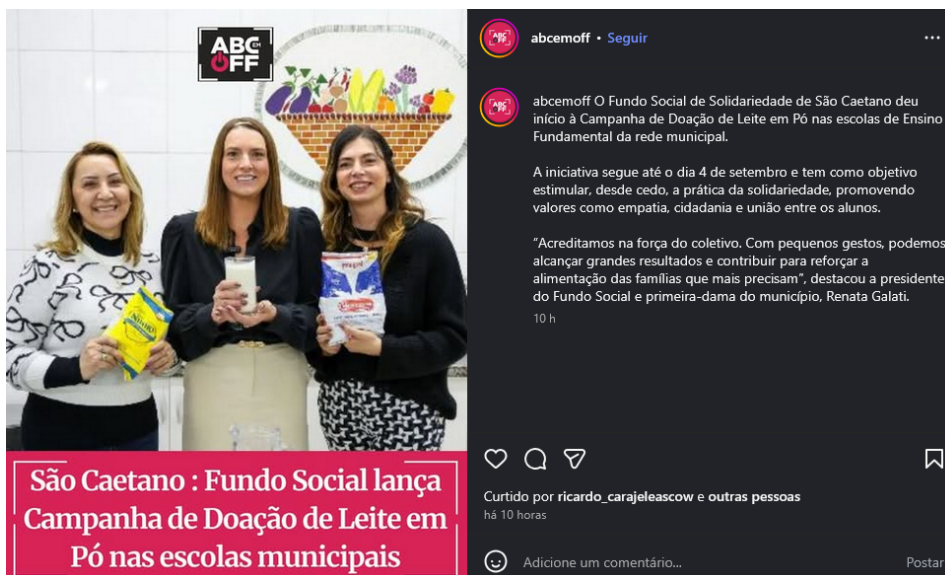 ABC EM
OFF
Ninho
São Caetano : Fundo Social lança
Campanha de Doação de Leite em
Pó nas escolas municipais
abcemoff • Seguir
abcemoff O Fundo Social de Solidariedade de São Caetano deu
início à Campanha de Doação de Leite em Pó nas escolas de Ensino
Fundamental da rede municipal.
A iniciativa segue até o dia 4 de setembro e tem como objetivo
estimular, desde cedo, a prática da solidariedade, promovendo
valores como empatia, cidadania e união entre os alunos.
“Acreditamos na força do coletivo. Com pequenos gestos, podemos
alcançar grandes resultados e contribuir para reforçar a
alimentação das famílias que mais precisam”, destacou a presidente
do Fundo Social e primeira-dama do município, Renata Galati.
10 h
Curtido por ricardo_carajeleascow e outras pessoas
há 10 horas
Adicione um comentário...
Postar